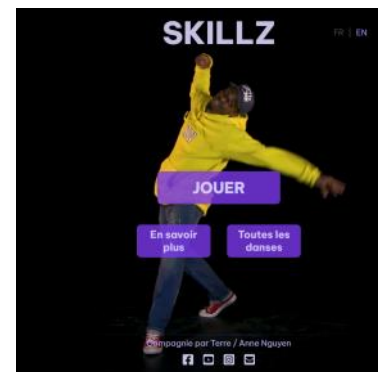 SKILLZ
FR | EN
JOUER
En savoir plus
Toutes les danses
Compagnie par Terre / Anne Nguyen